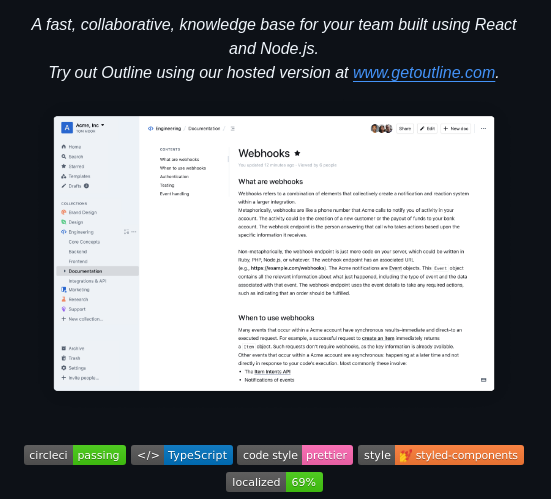 A fast, collaborative, knowledge base for your team built using React
and Node.js.
Try out Outline using our hosted version at www.getoutline.com.
Acme, Inc
Engineering / Documentation /
Share
Edit
+ New doc
Home
Search
Starred
Templates
Drafts
COLLECTIONS
Brand Design
Design
Engineering
Core Concepts
Backend
Frontend
Documentation
Integrations & API
Marketing
Research
Support
+ New collection...
Archive
Trash
Settings
+ Invite people...
CONTENTS
What are webhooks
When to use webhooks
Authentication
Testing
Event handling
Webhooks ★
What are webhooks
Webhooks refers to a combination of elements that collectively create a notification and reaction system
within a larger integration.
Metaphorically, webhooks are like a phone number that Acme calls to notify you of activity in your
account. The activity could be the creation of a new customer or the payout of funds to your bank
account. The webhook endpoint is the person answering that call who takes actions based upon the
specific information it receives.
Non-metaphorically, the webhook endpoint is just more code on your server, which could be written in
Ruby, PHP, Node.js, or whatever. The webhook endpoint has an associated URL
(e.g., https://example.com/webhooks). The Acme notifications are Event objects. This Event object
contains all the relevant information about what just happened, including the type of event and the data
associated with that event. The webhook endpoint uses the event details to take any required actions,
such as indicating that an order should be fulfilled.
When to use webhooks
Many events that occur within a Acme account have synchronous results–immediate and direct–to an
executed request. For example, a successful request to create an Item immediately returns
a Item object. Such requests don't require webhooks, as the key information is already available.
Other events that occur within a Acme account are asynchronous: happening at a later time and not
directly in response to your code's execution. Most commonly these involve:
• The Item Intents API
• Notifications of events
circleci passing
</> TypeScript
code style prettier
style styled-components
localized 69%